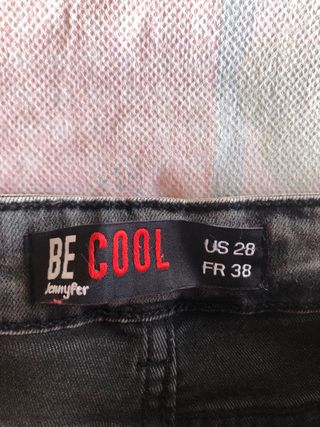 BE COOL
Jennyfer
US 28
FR 38